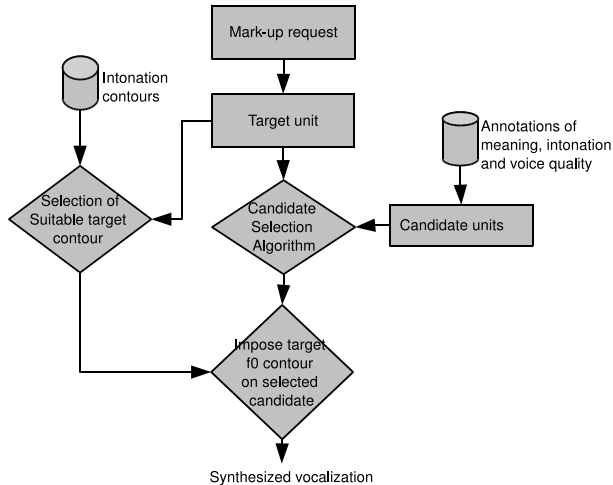 Mark-up request
Intonation
contours
Target unit
Annotations of
meaning, intonation
and voice quality
Selection of
Suitable target
contour
Candidate
Selection
Algorithm
Candidate units
Impose target
f0 contour
on selected
candidate
Synthesized vocalization